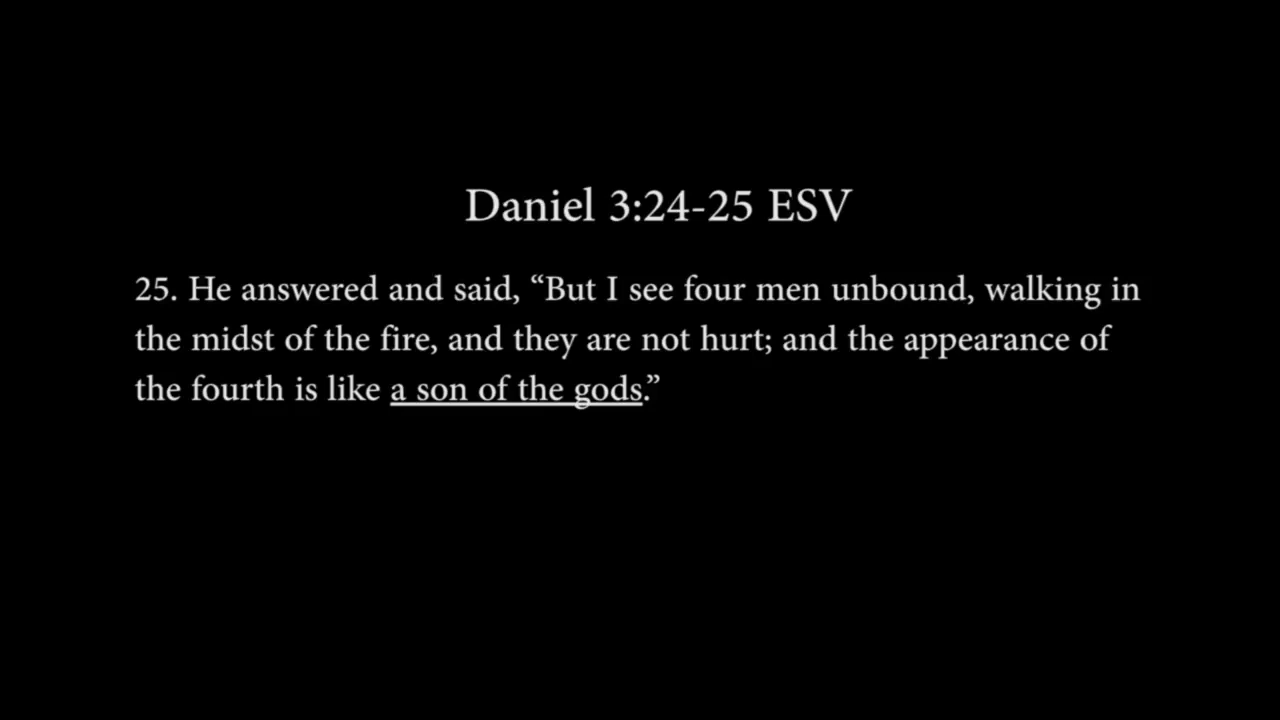 Daniel 3:24-25 ESV
25. He answered and said, “But I see four men unbound, walking in
the midst of the fire, and they are not hurt; and the appearance of
the fourth is like a son of the gods.”